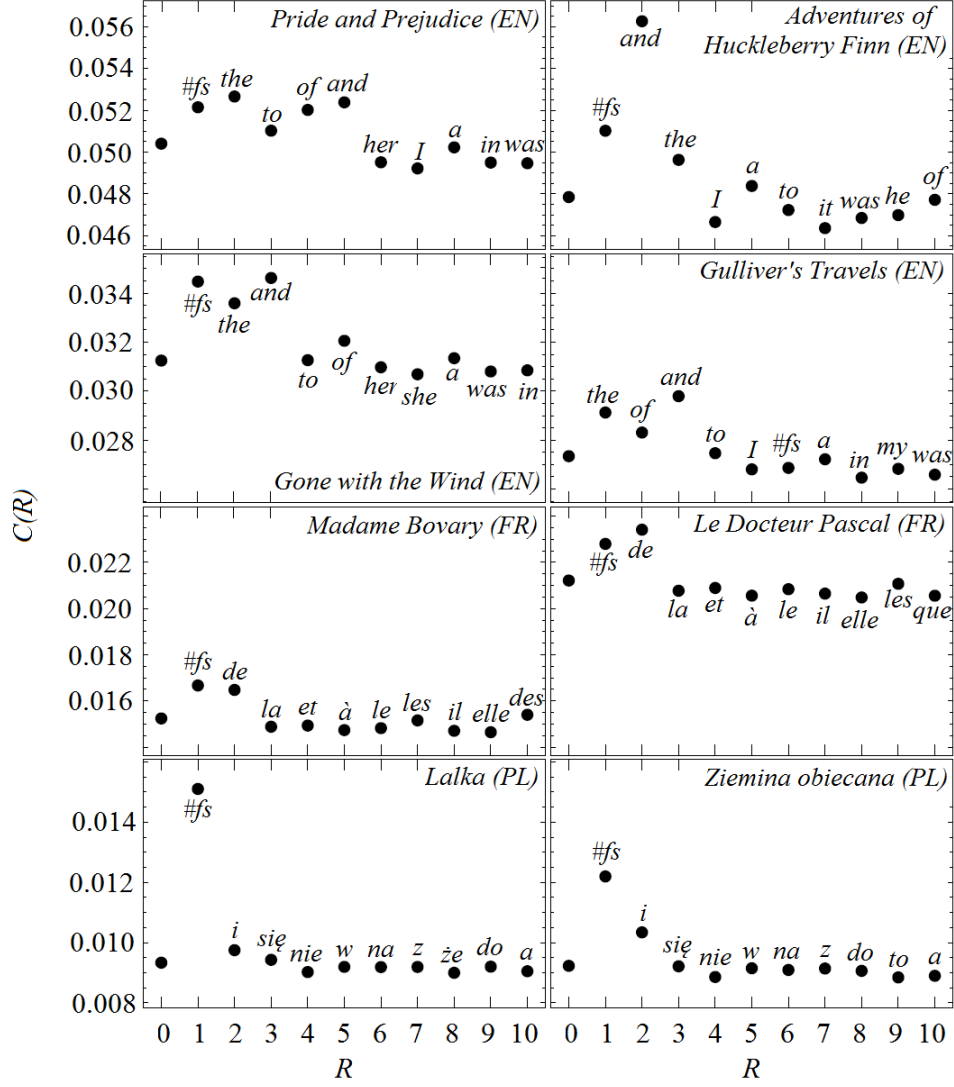 Pride and Prejudice (EN)
0.056
0.054
0.052
0.050
0.048
0.046
#fs the to of and her I a in was
Adventures of
Huckleberry Finn (EN)
#fs and the I a to it was he of
Gone with the Wind (EN)
0.034
0.032
0.030
0.028
#fs the and to of her she a was in
Gulliver's Travels (EN)
the of and to I #fs a in my was
C(R)
Madame Bovary (FR)
0.022
0.020
0.018
0.016
#fs de la et à le les il elle des
Le Docteur Pascal (FR)
#fs de la et à le il elle les que
Lalka (PL)
0.014
0.012
0.010
0.008
#fs i się nie w na z że do a
Ziemina obiecana (PL)
#fs i się nie w na z do to a
0 1 2 3 4 5 6 7 8 9 10
0 1 2 3 4 5 6 7 8 9 10
R
R